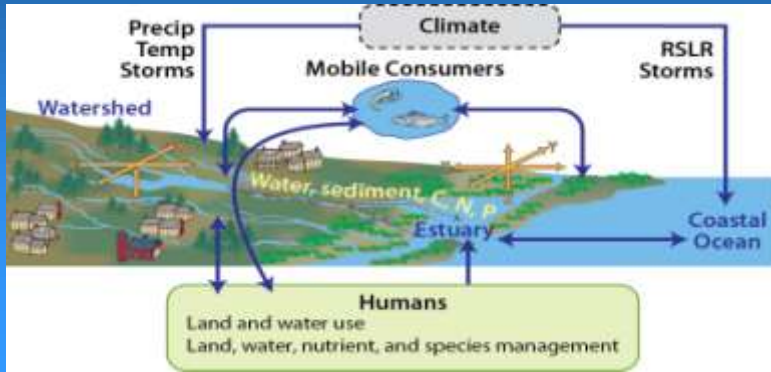 Climate
Precip
Temp
Storms
RSLR
Storms
Mobile Consumers
Watershed
Water, sediment, C, N, P
Estuary
Coastal
Ocean
Humans
Land and water use
Land, water, nutrient, and species management